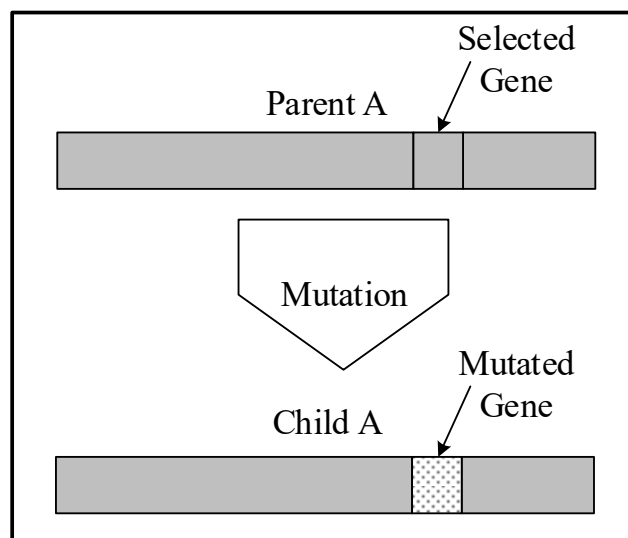 Selected
Gene
Parent A
Mutation
Mutated
Gene
Child A